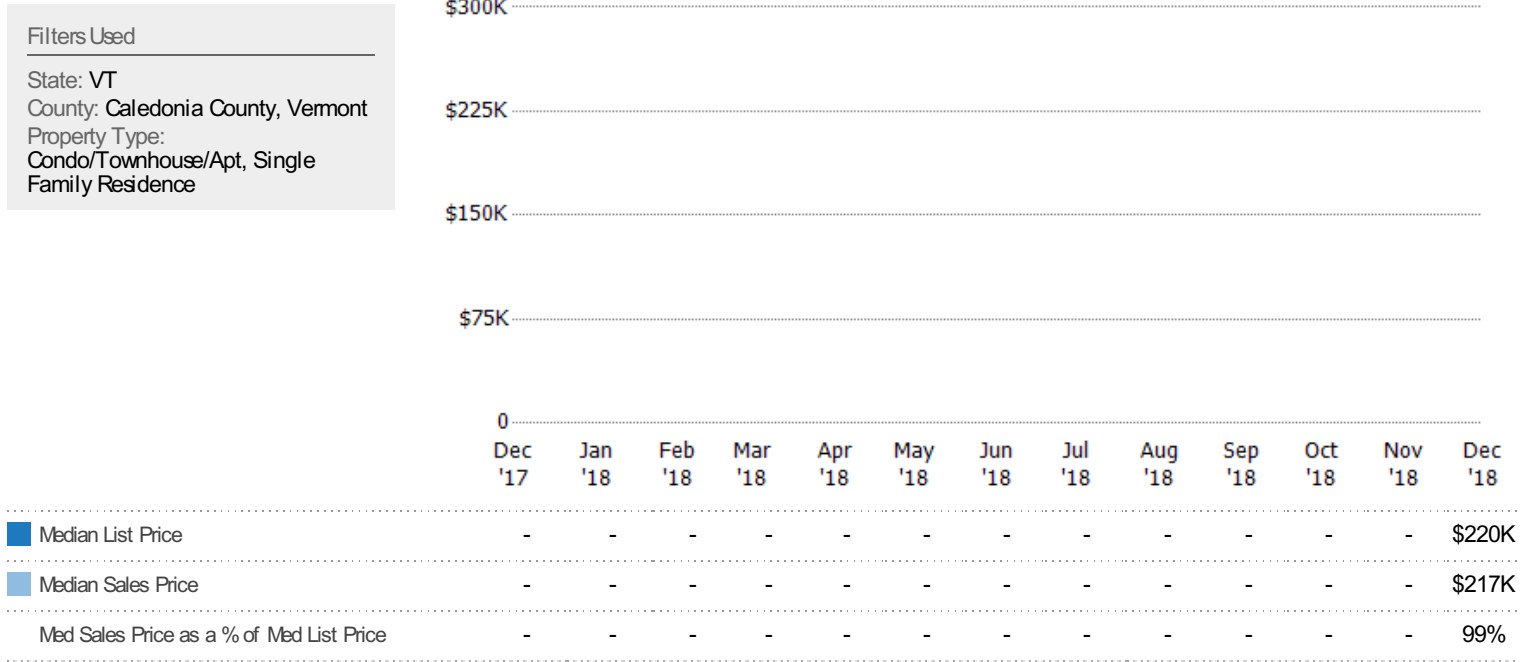 Filters Used
State: VT
County: Caledonia County, Vermont
Property Type:
Condo/Townhouse/Apt, Single
Family Residence
$300K
$225K
$150K
$75K
0
Dec Jan Feb Mar Apr May Jun Jul Aug Sep Oct Nov Dec
'17 '18 '18 '18 '18 '18 '18 '18 '18 '18 '18 '18 '18
Median List Price - - - - - - - - - - - - $220K
Median Sales Price - - - - - - - - - - - - $217K
Med Sales Price as a % of Med List Price - - - - - - - - - - - - 99%